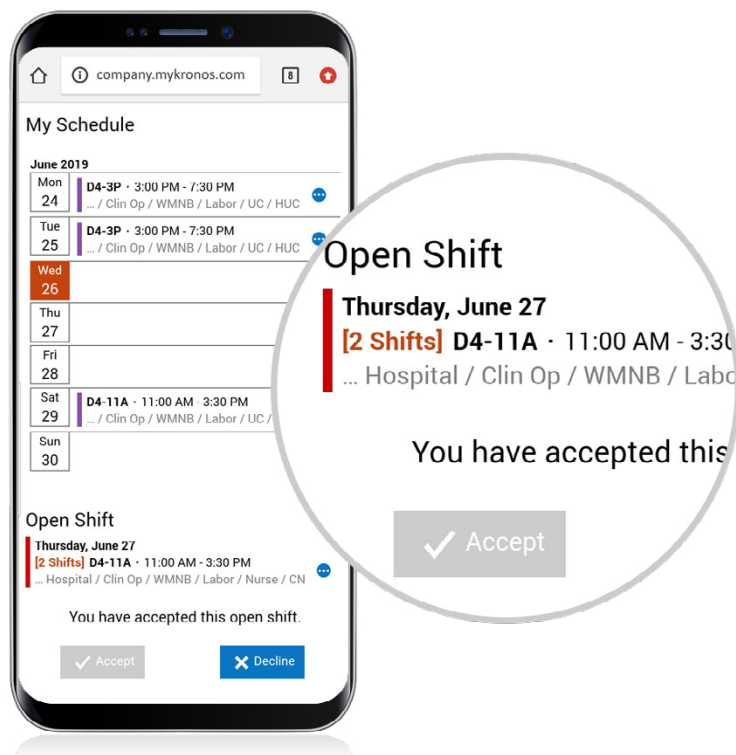 company.mykronos.com
8
My Schedule
June 2019
Mon
24
D4-3P · 3:00 PM - 7:30 PM
... / Clin Op / WMNB / Labor / UC / HUC
Tue
25
D4-3P · 3:00 PM - 7:30 PM
... / Clin Op / WMNB / Labor / UC / HUC
Wed
26
Thu
27
Fri
28
Sat
29
D4-11A · 11:00 AM - 3:30 PM
... / Clin Op / WMNB / Labor / UC /
Sun
30
Open Shift
Thursday, June 27
[2 Shifts] D4-11A · 11:00 AM - 3:30 PM
... Hospital / Clin Op / WMNB / Labor / Nurse / CN
You have accepted this open shift.
Accept
Decline
Open Shift
Thursday, June 27
[2 Shifts] D4-11A · 11:00 AM - 3:30
... Hospital / Clin Op / WMNB / Labo
You have accepted this
Accept